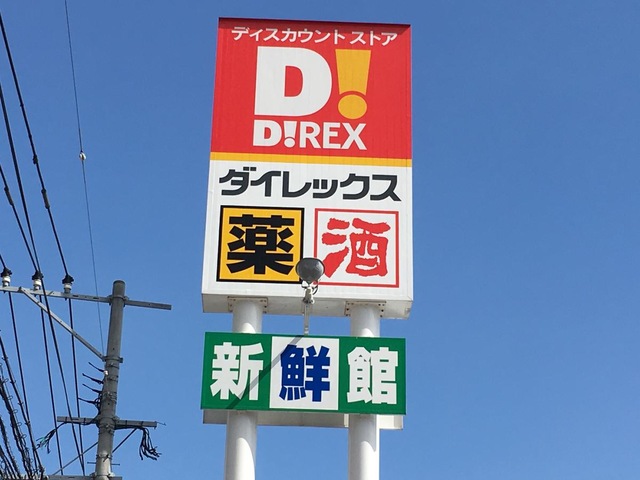 ディスカウント ストア
D!
D!REX
ダイレックス
薬 酒
新鮮館